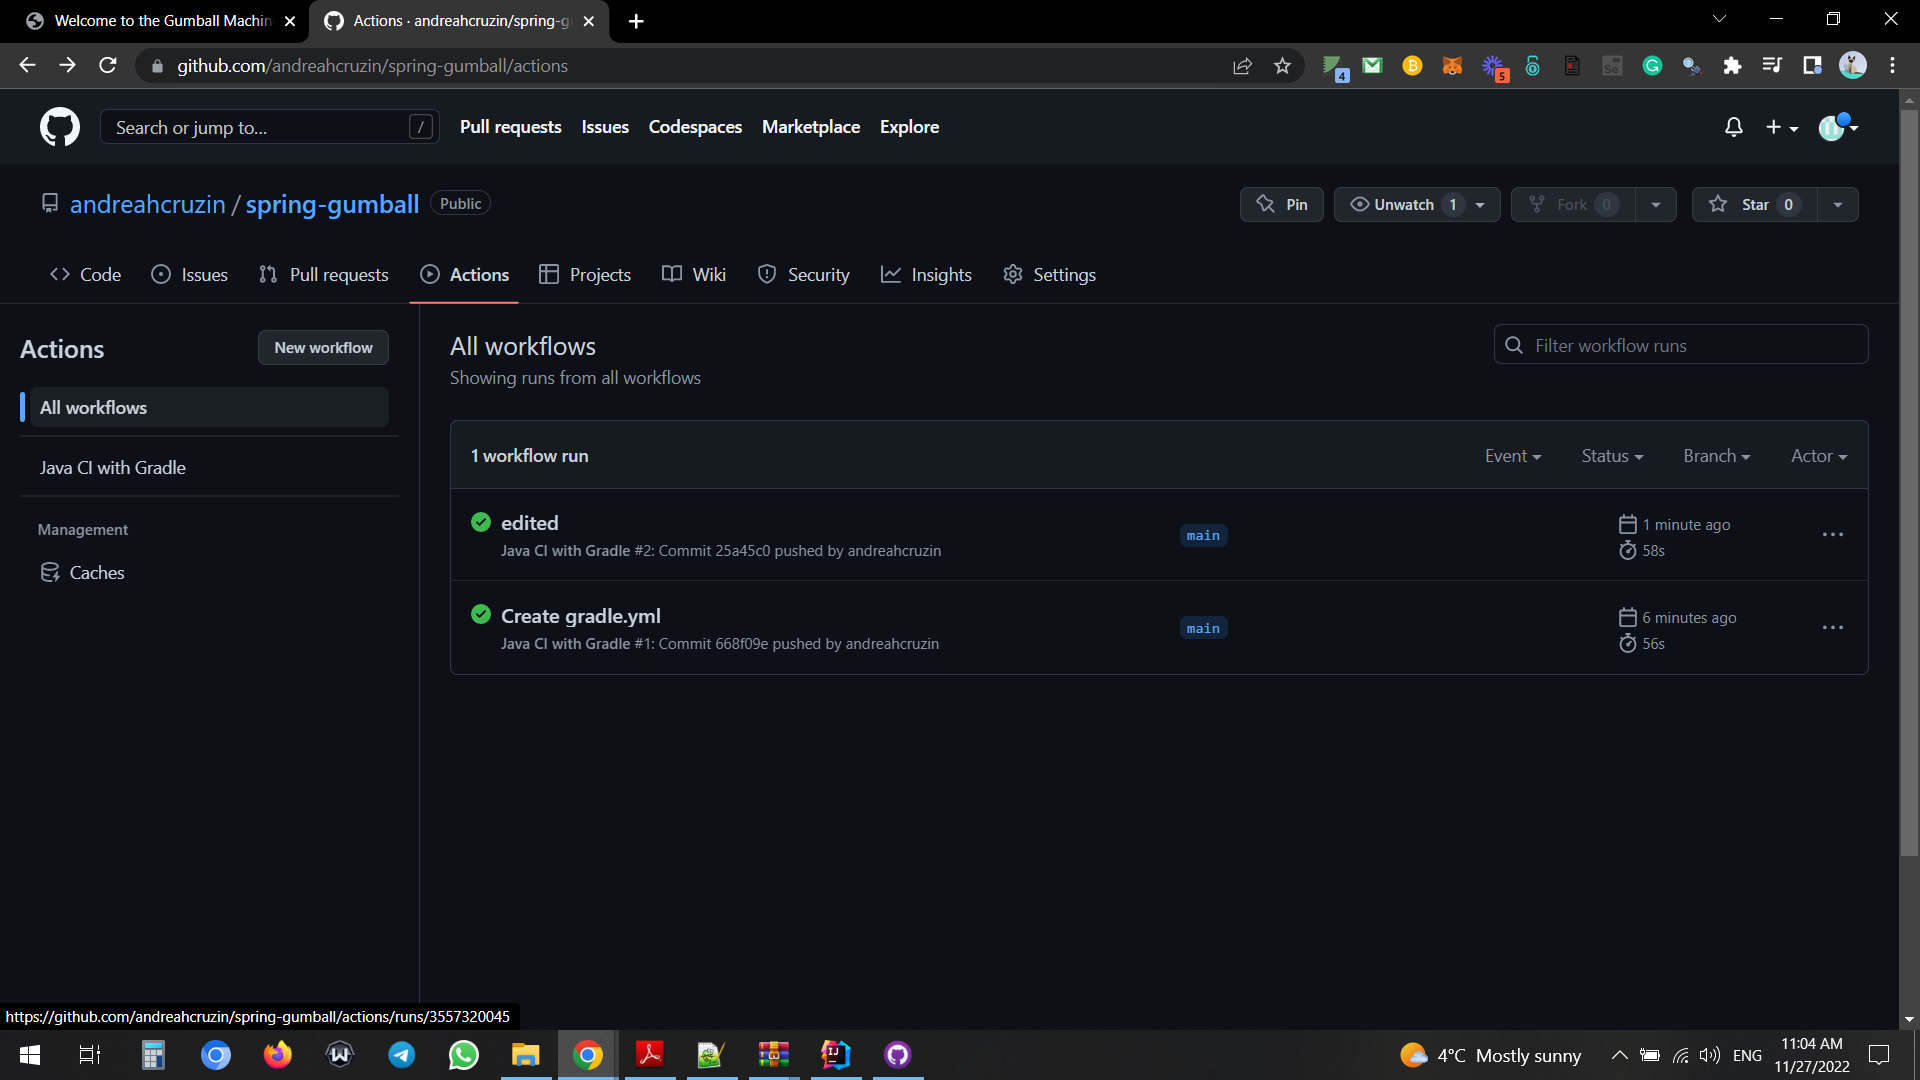 Welcome to the Gumball Machin
Actions · andreahcruzin/spring-g
github.com/andreahcruzin/spring-gumball/actions
4
5
Se
Search or jump to...
/
Pull requests
Issues
Codespaces
Marketplace
Explore
andreahcruzin / spring-gumball
Public
Pin
Unwatch 1
Fork 0
Star 0
Code
Issues
Pull requests
Actions
Projects
Wiki
Security
Insights
Settings
Actions
New workflow
All workflows
Java CI with Gradle
Management
Caches
All workflows
Showing runs from all workflows
Filter workflow runs
1 workflow run
Event
Status
Branch
Actor
edited
Java CI with Gradle #2: Commit 25a45c0 pushed by andreahcruzin
main
1 minute ago
58s
Create gradle.yml
Java CI with Gradle #1: Commit 668f09e pushed by andreahcruzin
main
6 minutes ago
56s
https://github.com/andreahcruzin/spring-gumball/actions/runs/3557320045
4°C Mostly sunny
ENG
11:04 AM
11/27/2022